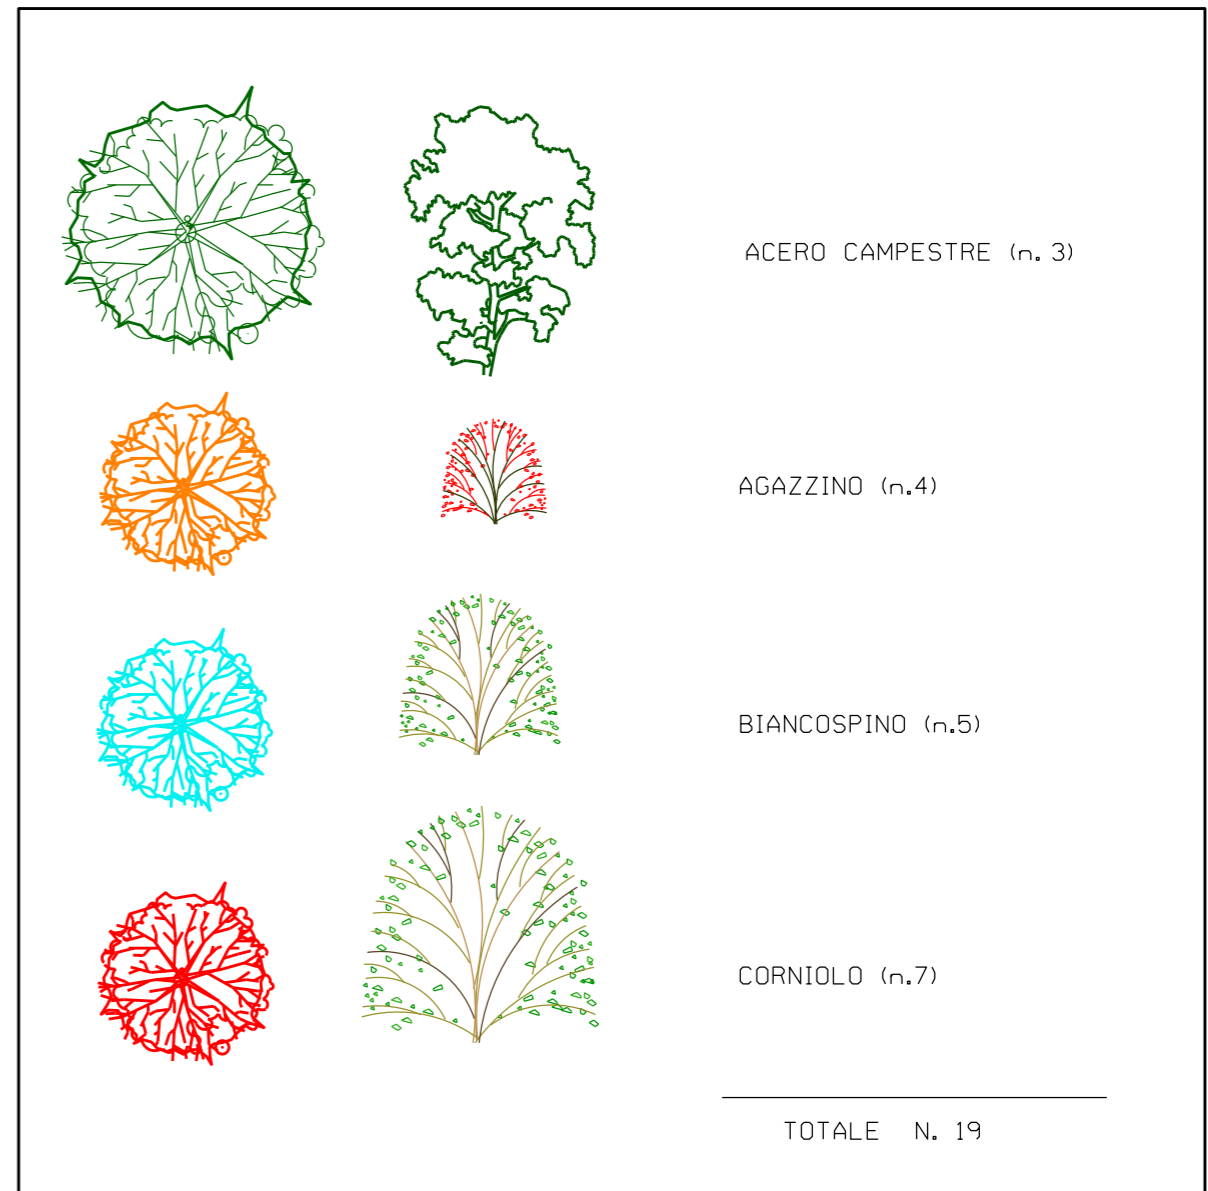 ACERO CAMPESTRE (n. 3)
AGAZZINO (n.4)
BIANCOSPINO (n.5)
CORNIOLO (n.7)
TOTALE N. 19